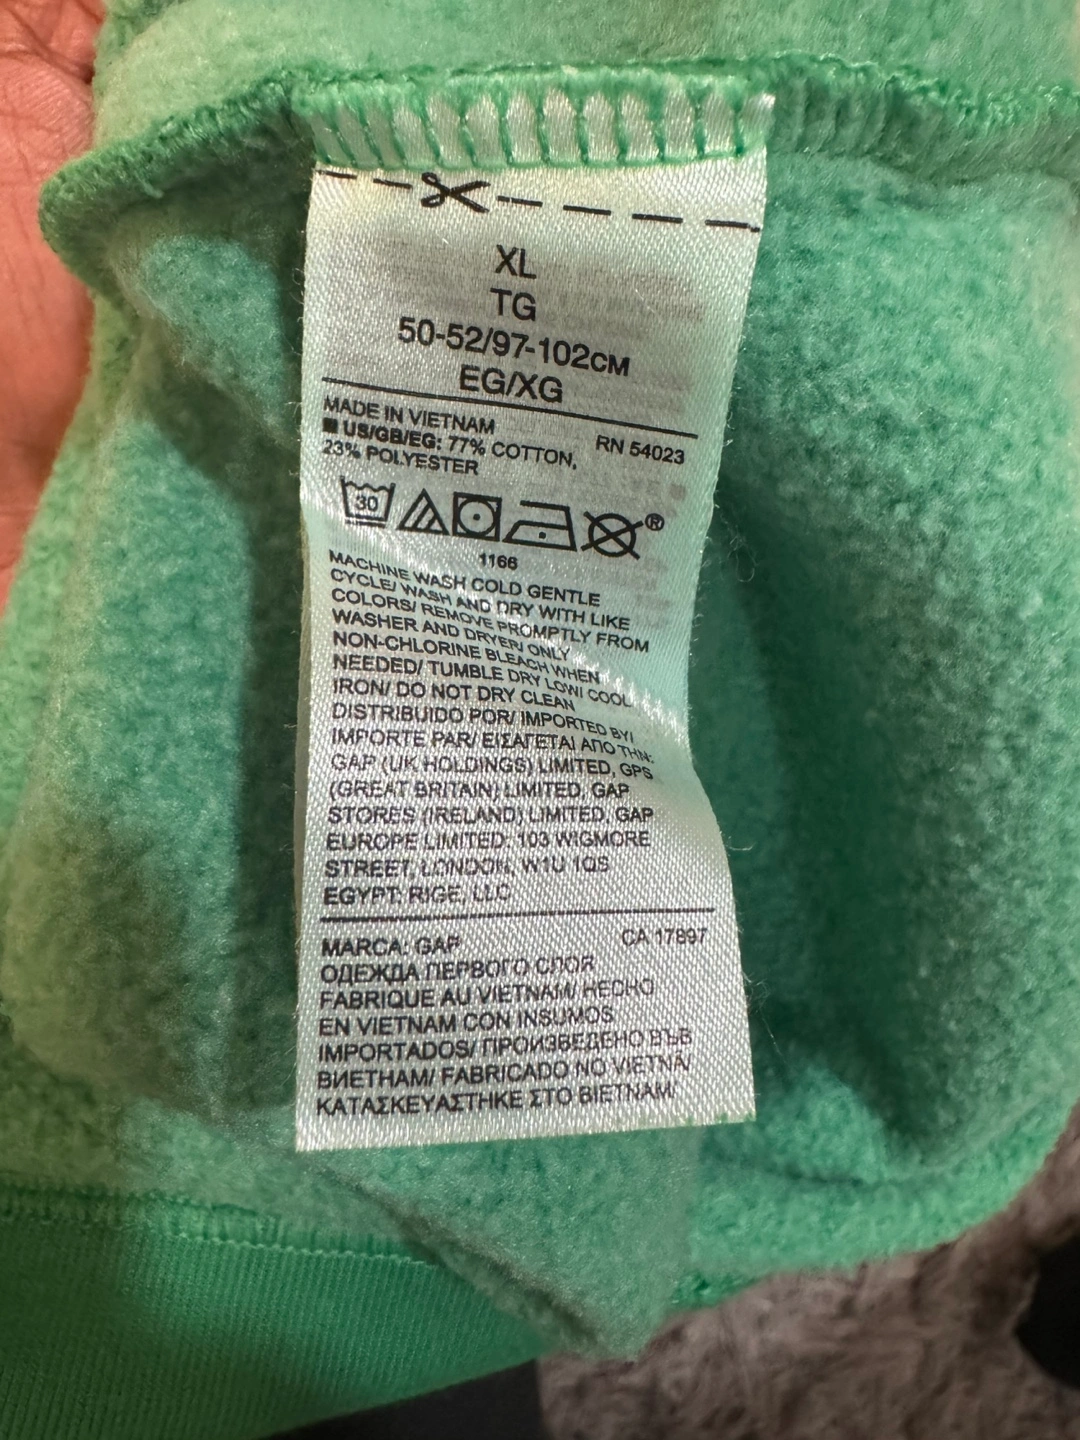 XL
TG
50-52/97-102CM
EG/XG
MADE IN VIETNAM
RN 54023
US/GB/EG: 77% COTTON,
23% POLYESTER
30
®
1166
MACHINE WASH COLD GENTLE
CYCLE/ WASH AND DRY WITH LIKE
COLORS/ REMOVE PROMPTLY FROM
WASHER AND DRYER/ ONLY
NON-CHLORINE BLEACH WHEN
NEEDED/ TUMBLE DRY LOW/ COOL
IRON/ DO NOT DRY CLEAN
DISTRIBUIDO POR/ IMPORTED BY/
IMPORTE PAR/ ΕΙΣΑΓΕΤΑΙ ΑΠΟ ΤΗΝ:
GAP (UK HOLDINGS) LIMITED, GPS
(GREAT BRITAIN) LIMITED, GAP
STORES (IRELAND) LIMITED, GAP
EUROPE LIMITED: 103 WIGMORE
STREET, LONDON, W1U 1QS
EGYPT: RIGE, LLC
MARCA: GAP
CA 17897
ОДЕЖДА ПЕРВОГО СЛОЯ
FABRIQUE AU VIETNAM/ HECHO
EN VIETNAM CON INSUMOS
IMPORTADOS/ ПРОИЗВЕДЕНО ВЪВ
ВИЕТНАМ/ FABRICADO NO VIETNA/
ΚΑΤΑΣΚΕΥΑΣΤΗΚΕ ΣΤΟ ΒΙΕΤΝΑΜ/